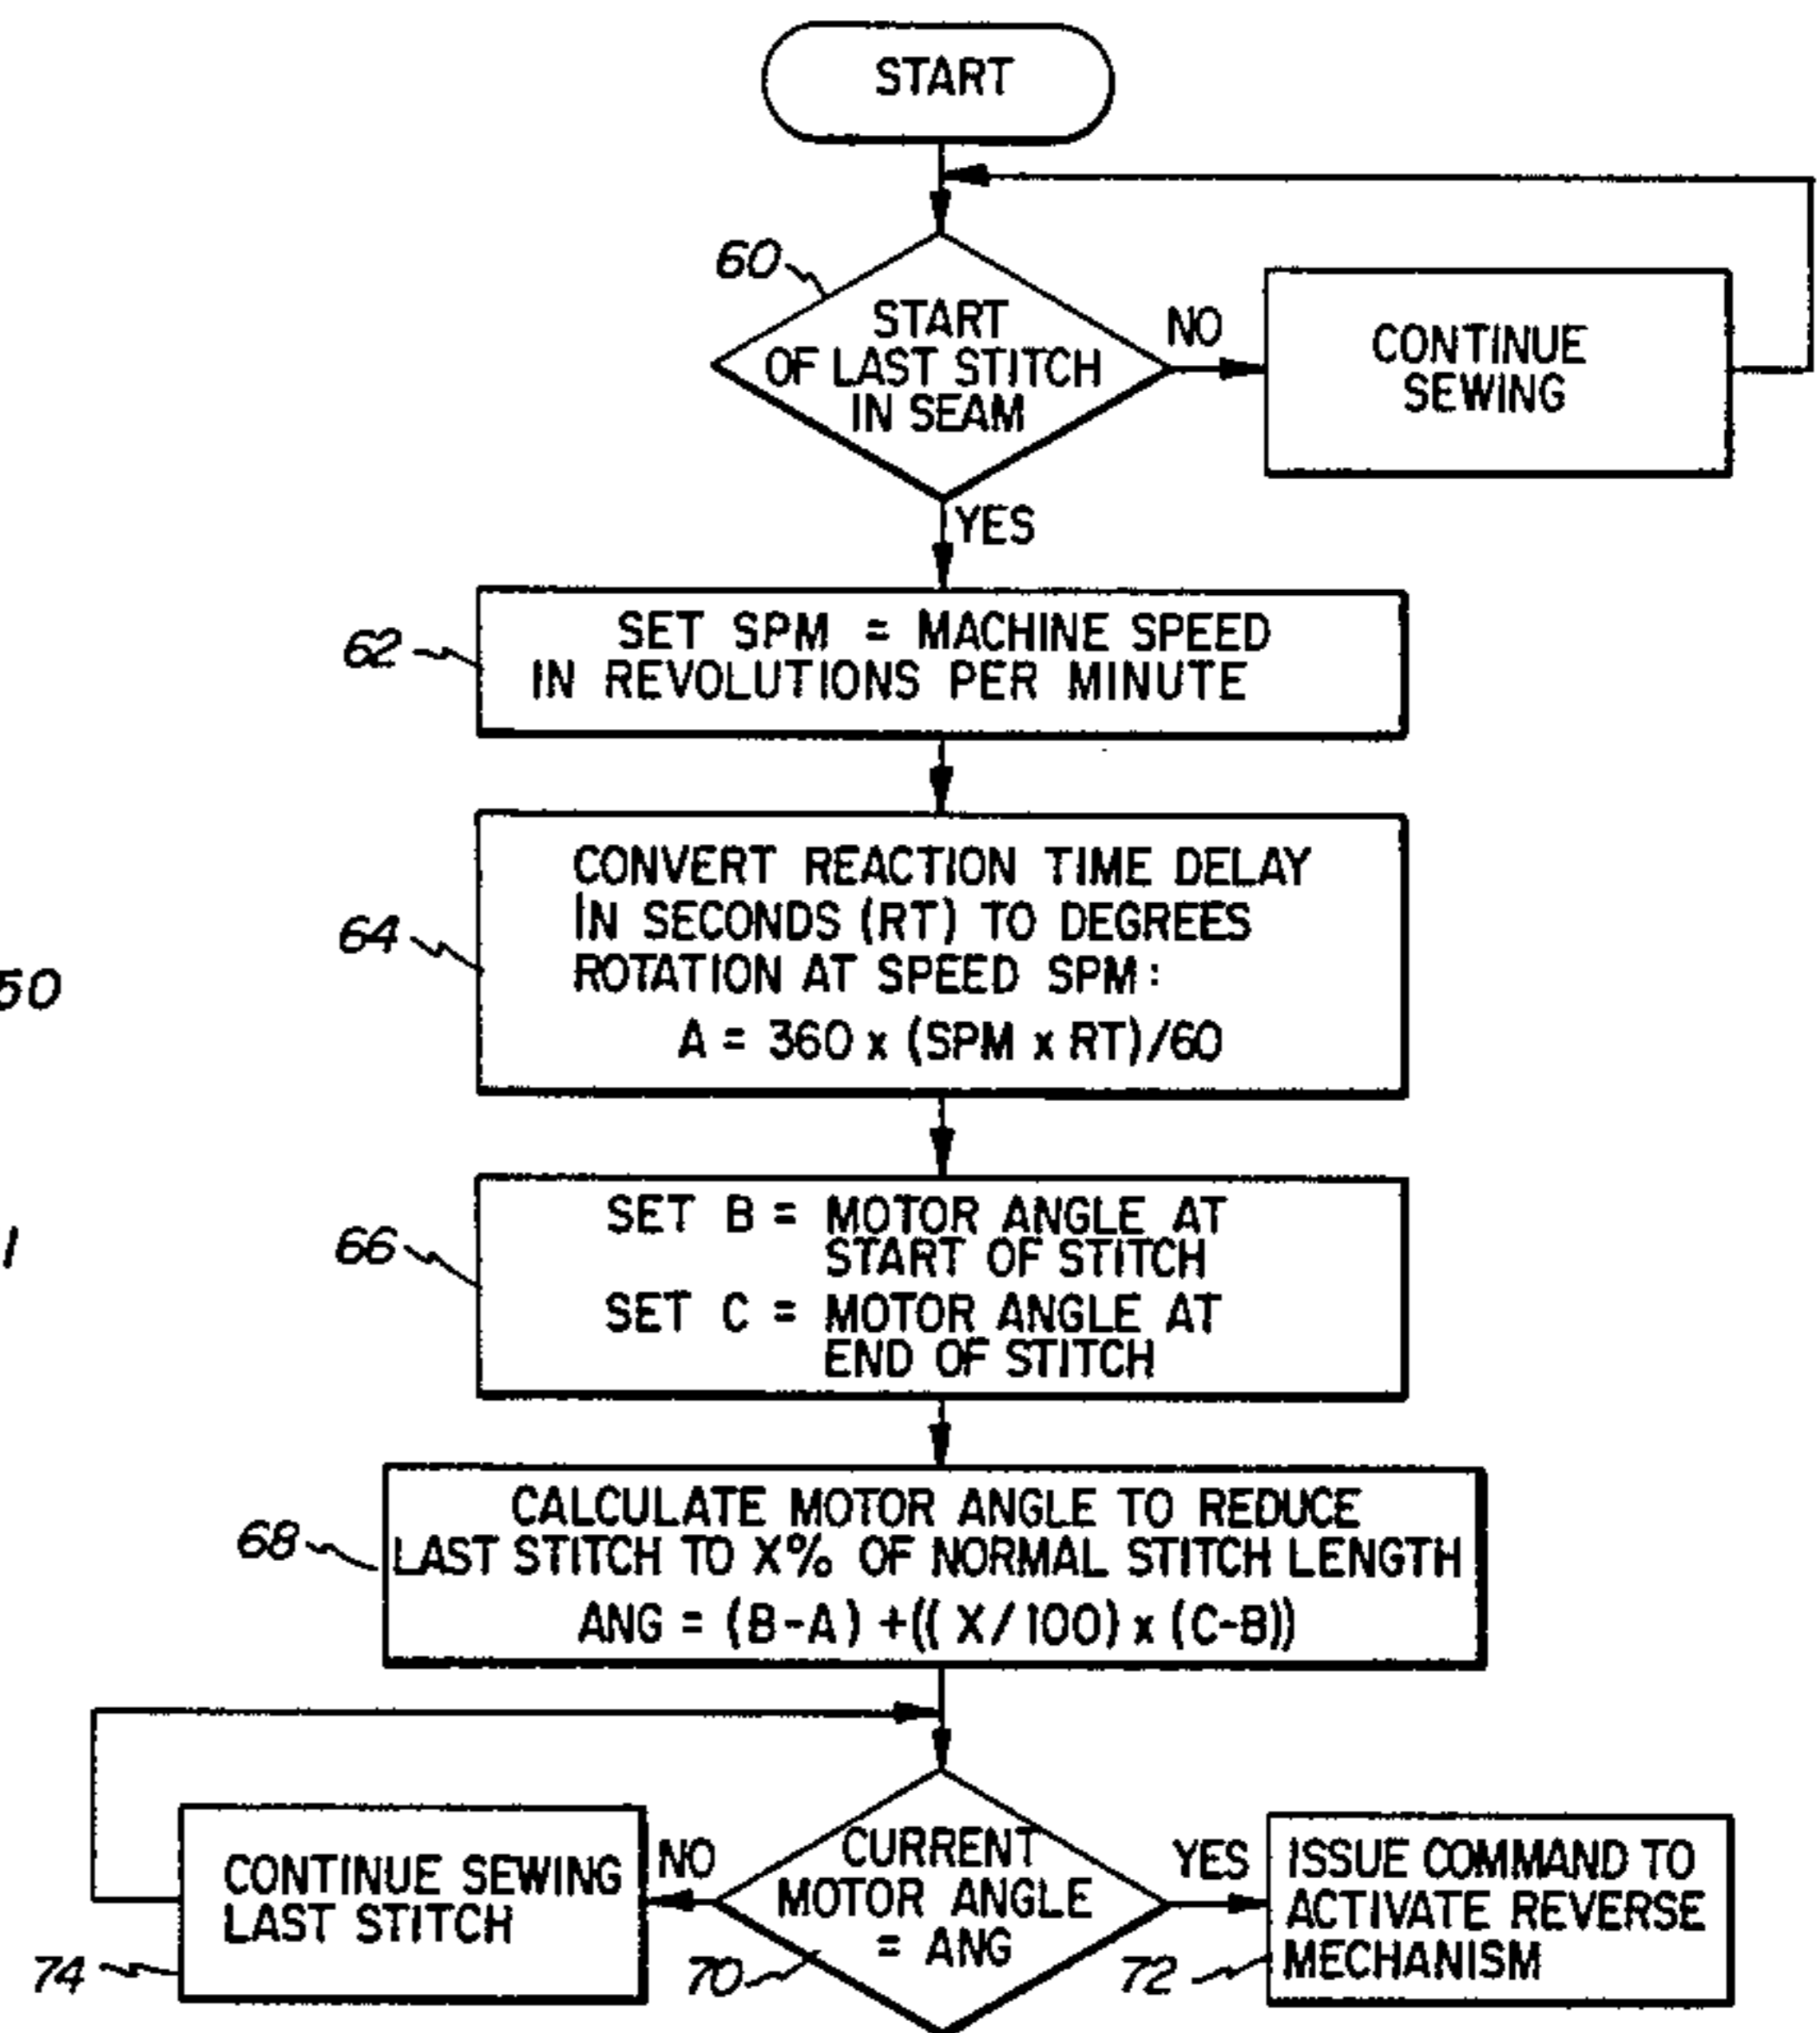 START
60
START
OF LAST STITCH
IN SEAM
NO
CONTINUE
SEWING
YES
62
SET SPM = MACHINE SPEED
IN REVOLUTIONS PER MINUTE
64
CONVERT REACTION TIME DELAY
IN SECONDS (RT) TO DEGREES
ROTATION AT SPEED SPM:
A = 360 x (SPM x RT)/60
50
66
SET B = MOTOR ANGLE AT
START OF STITCH
SET C = MOTOR ANGLE AT
END OF STITCH
1
68
CALCULATE MOTOR ANGLE TO REDUCE
LAST STITCH TO X% OF NORMAL STITCH LENGTH
ANG = (B-A) +(( X/100) x (C-B))
CONTINUE SEWING
LAST STITCH
74
NO
CURRENT
MOTOR ANGLE
= ANG
70
YES
ISSUE COMMAND TO
ACTIVATE REVERSE
MECHANISM
72